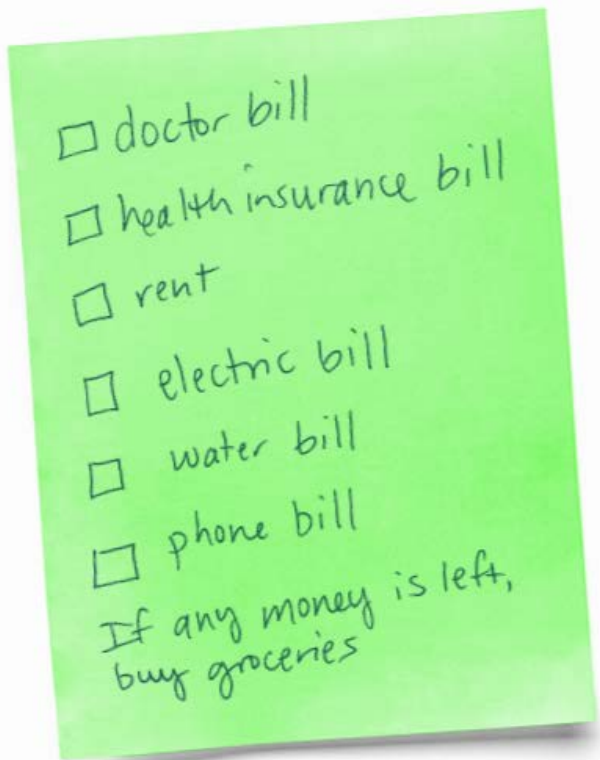 doctor bill
health insurance bill
rent
electric bill
water bill
phone bill
If any money is left,
buy groceries